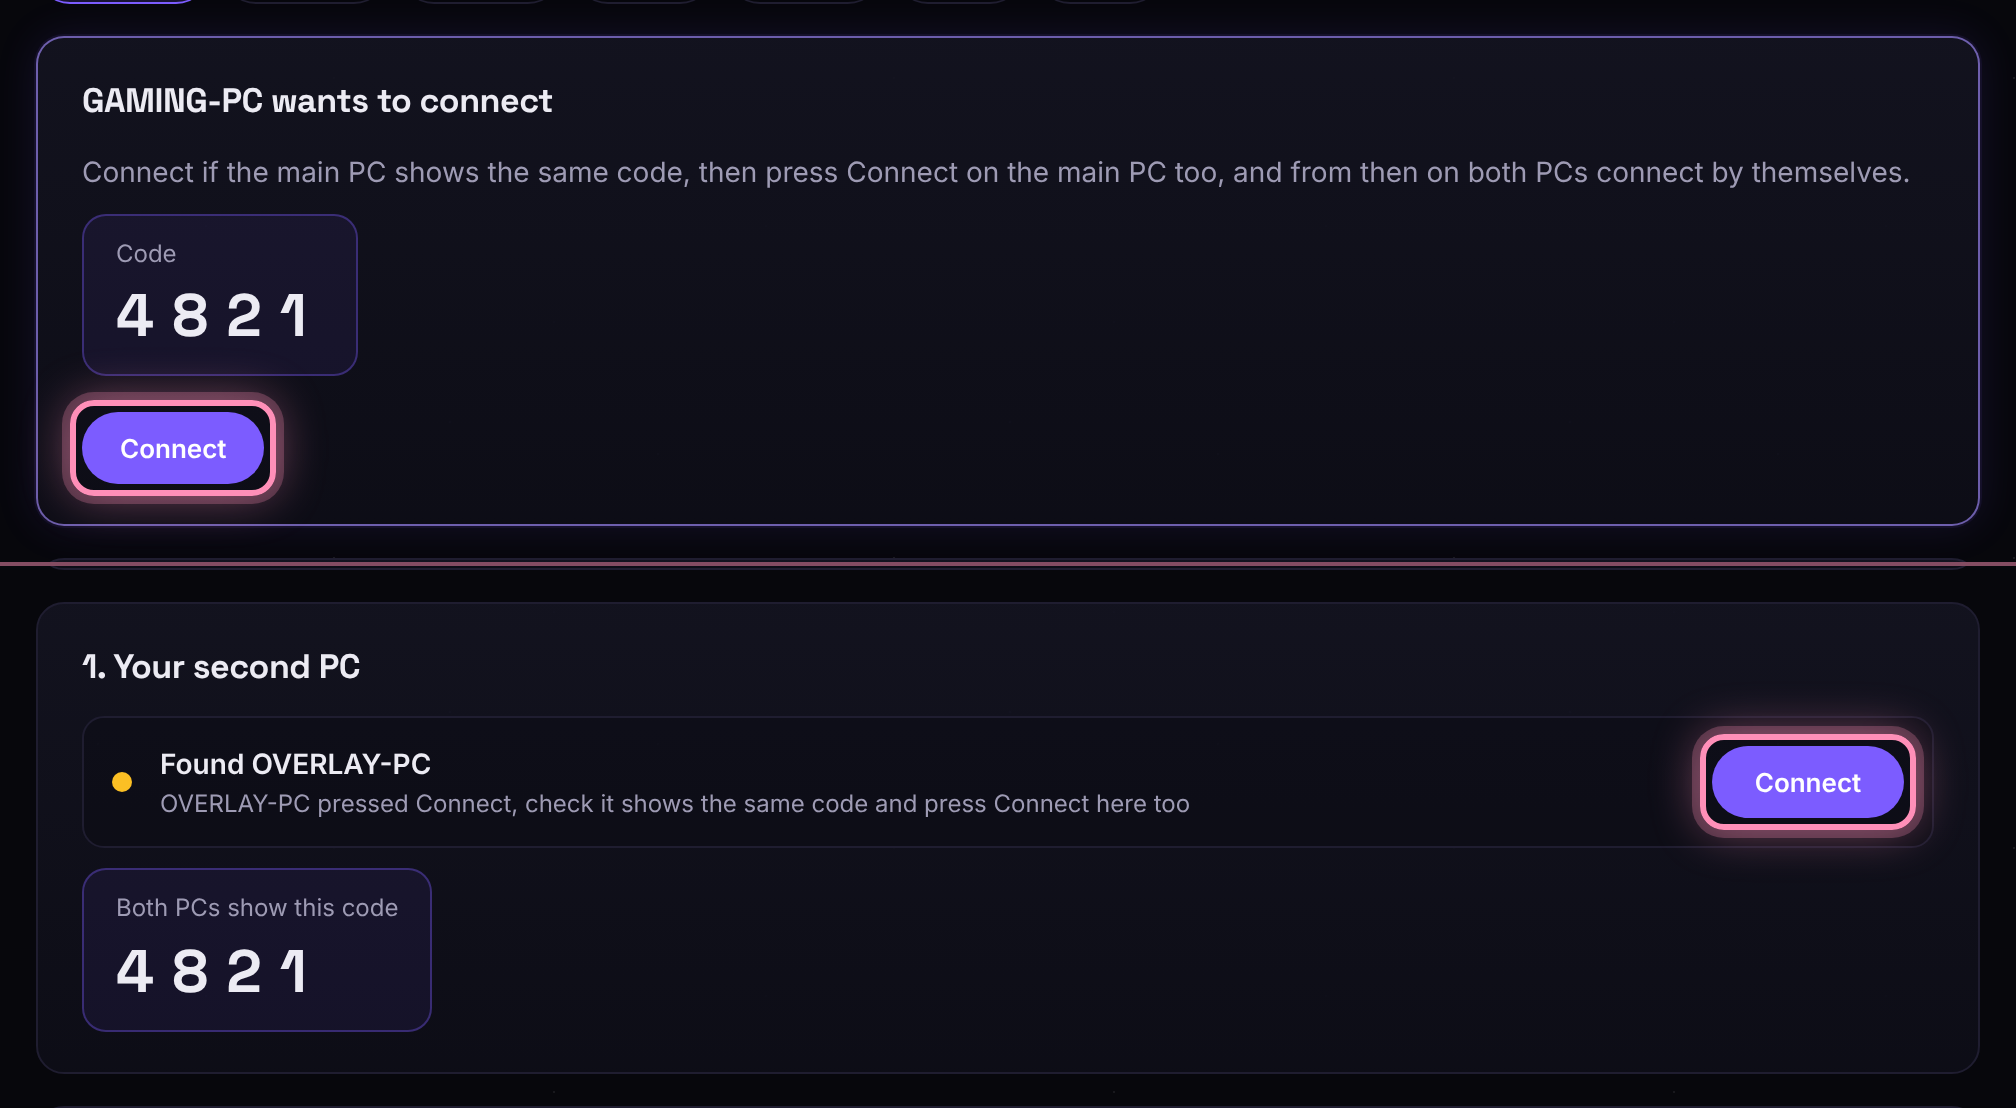 GAMING-PC wants to connect
Connect if the main PC shows the same code, then press Connect on the main PC too, and from then on both PCs connect by themselves.
Code
4 8 2 1
Connect
1. Your second PC
Found OVERLAY-PC
OVERLAY-PC pressed Connect, check it shows the same code and press Connect here too
Connect
Both PCs show this code
4 8 2 1